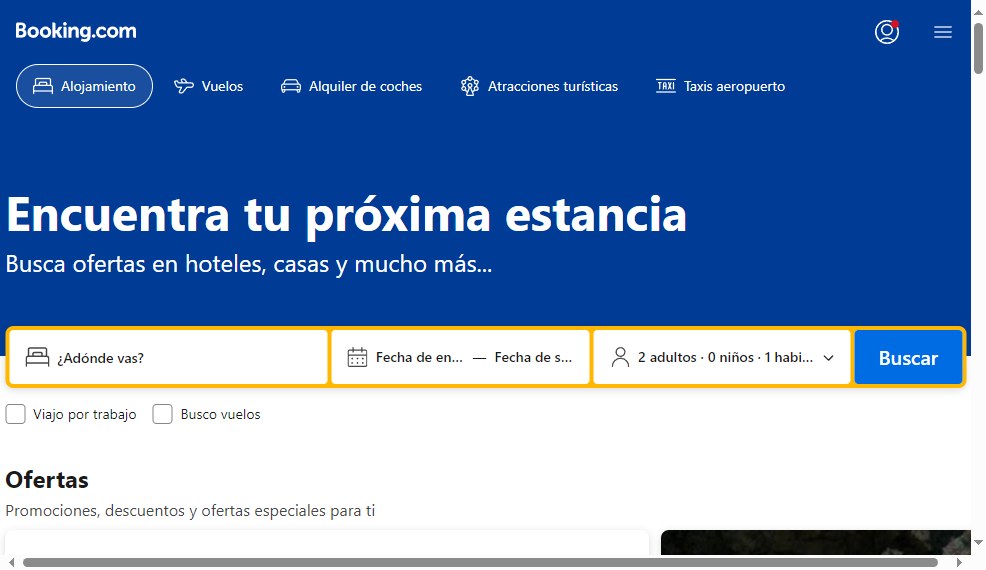 Booking.com
Alojamiento
Vuelos
Alquiler de coches
Atracciones turísticas
TAXI
Taxis aeropuerto
Encuentra tu próxima estancia
Busca ofertas en hoteles, casas y mucho más...
¿Adónde vas?
Fecha de en... — Fecha de s...
2 adultos · 0 niños · 1 habi...
Buscar
Viajo por trabajo
Busco vuelos
Ofertas
Promociones, descuentos y ofertas especiales para ti